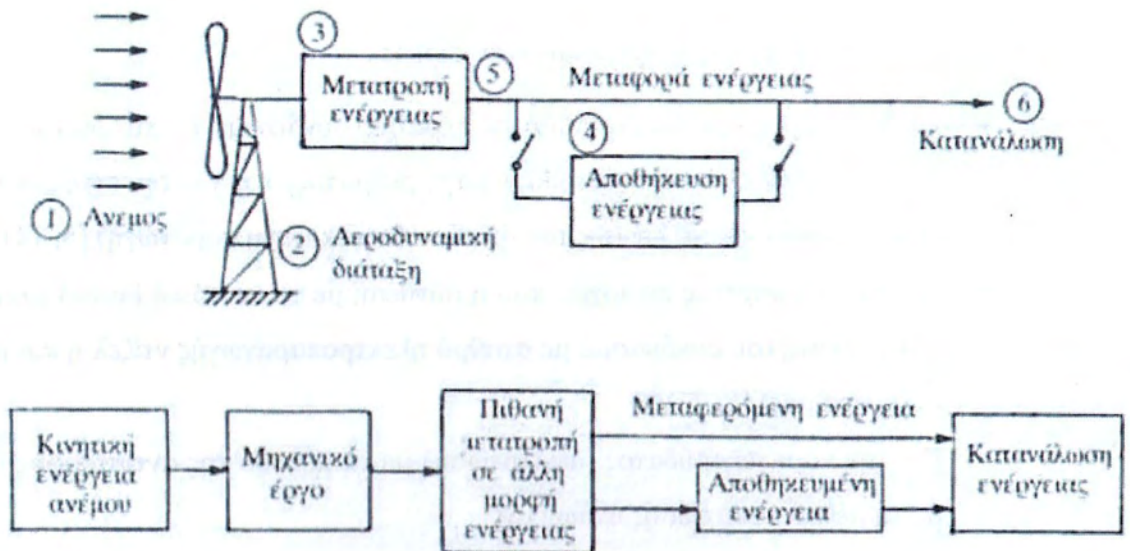 ③
Μετατροπή
ενέργειας
⑤
Μεταφορά ενέργειας
⑥
Κατανάλωση
④
Αποθήκευση
ενέργειας
① Ανεμος
② Αεροδυναμική
διάταξη
Κινητική
ενέργεια
ανέμου
Μηχανικό
έργο
Πιθανή
μετατροπή
σε άλλη
μορφή
ενέργειας
Μεταφερόμενη ενέργεια
Αποθηκευμένη
ενέργεια
Κατανάλωση
ενέργειας